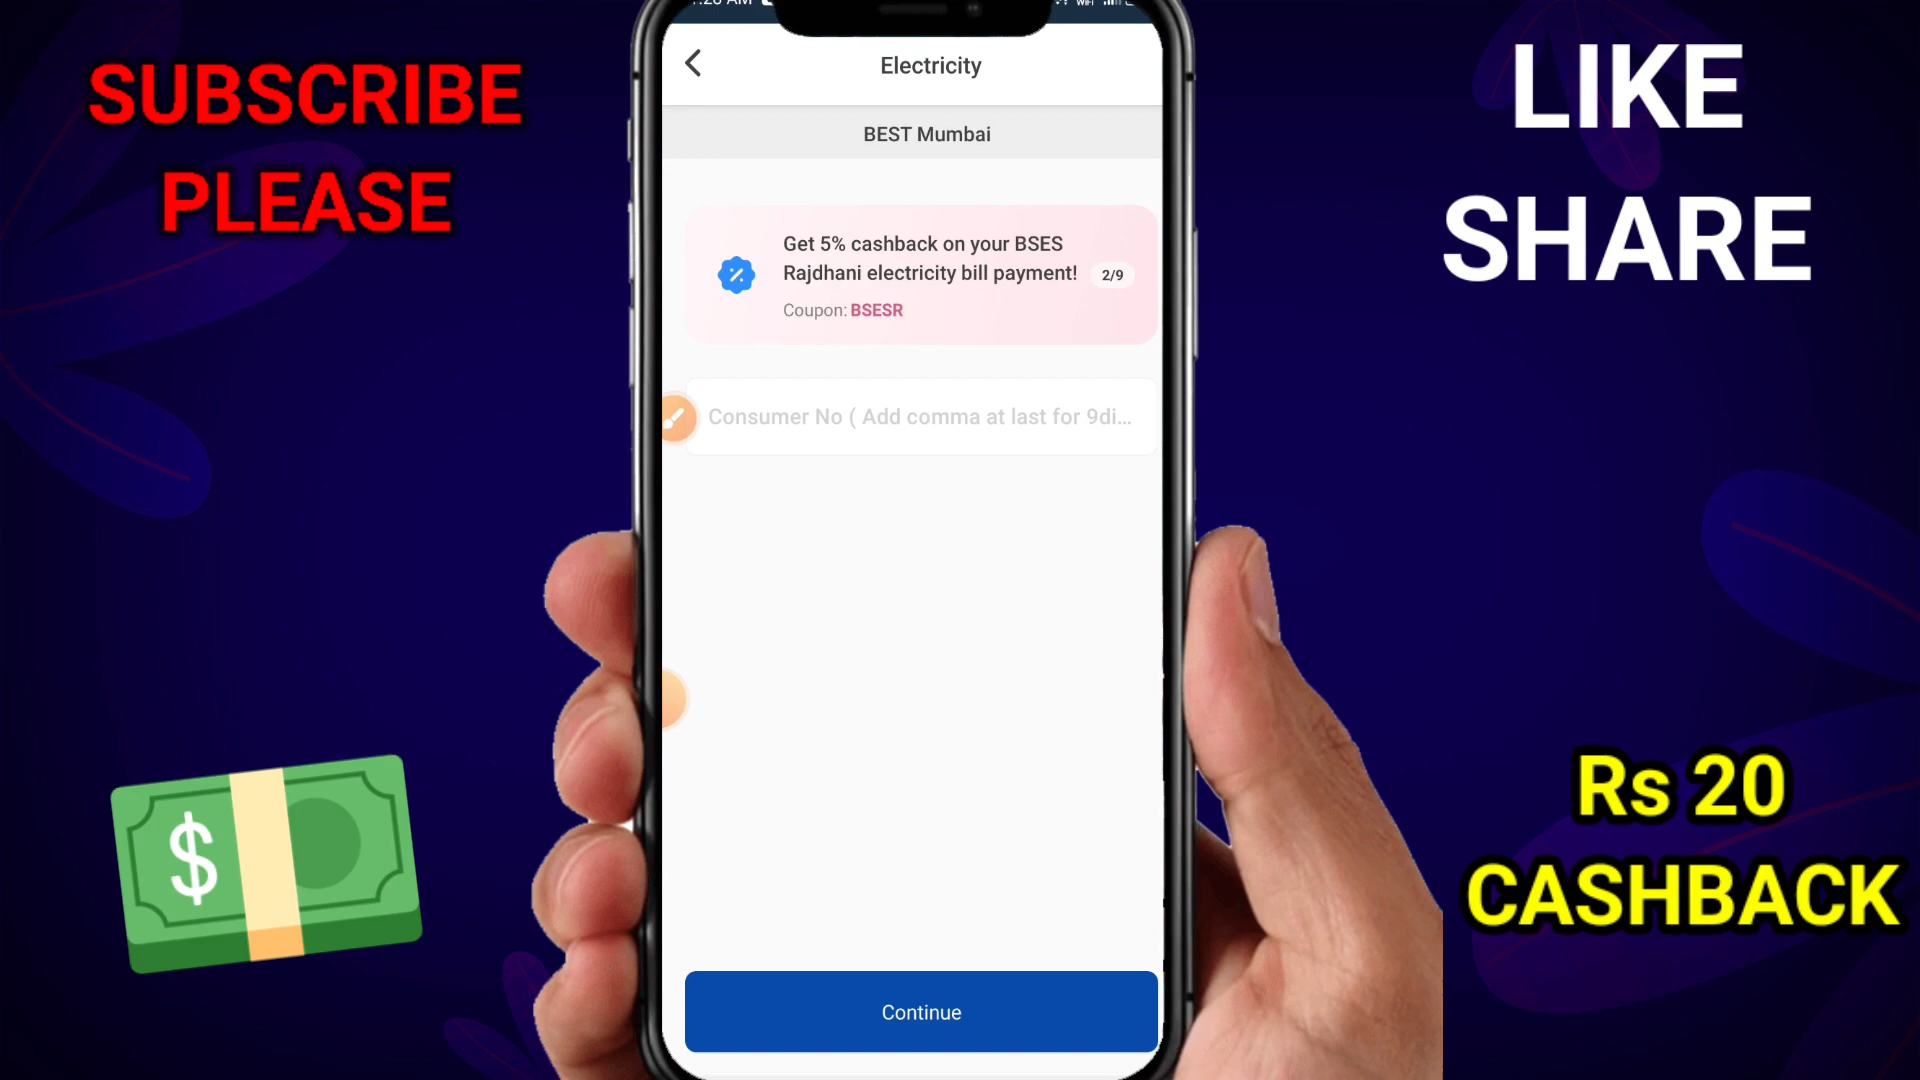 SUBSCRIBE
PLEASE
LIKE
SHARE
Electricity
BEST Mumbai
Get 5% cashback on your BSES
Rajdhani electricity bill payment!
2/9
Coupon: BSESR
Consumer No ( Add comma at last for 9di...
$
Rs 20
CASHBACK
Continue